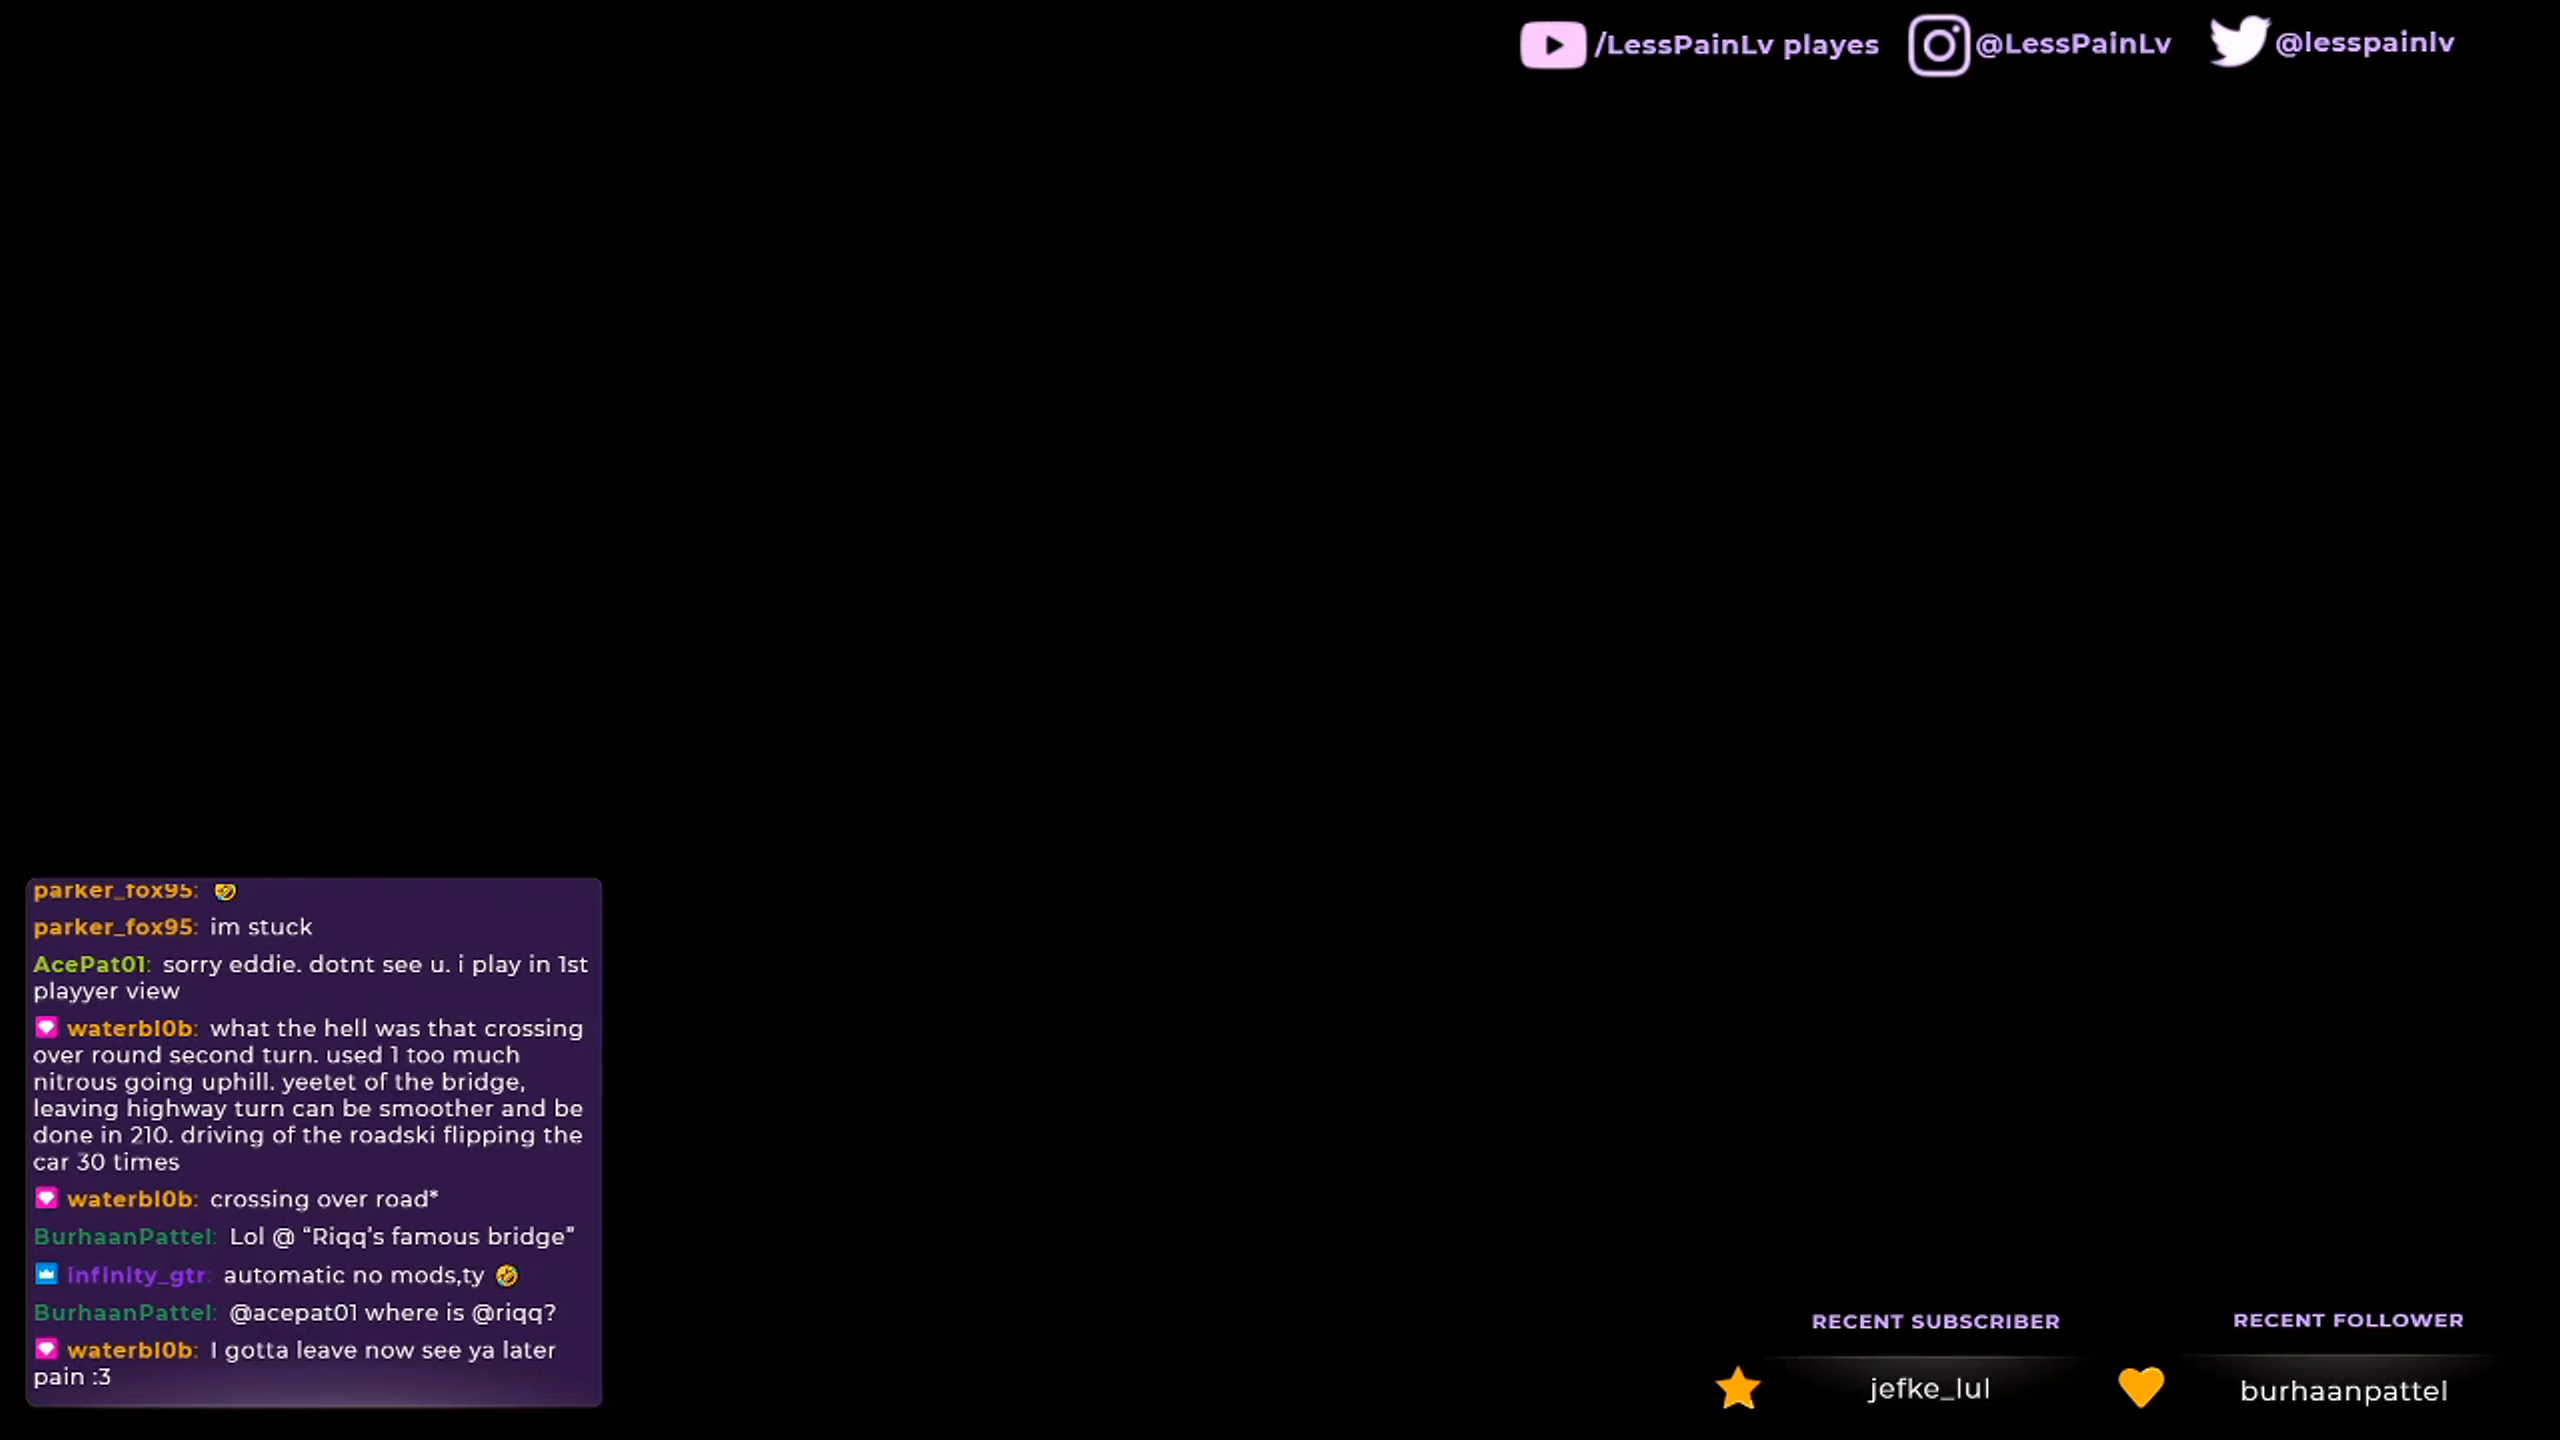 /LessPainLv playes @LessPainLv @lesspainlv
parker_fox95: 🤣
parker_fox95: im stuck
AcePat01: sorry eddie. dotnt see u. i play in 1st
playyer view
waterbl0b: what the hell was that crossing
over round second turn. used 1 too much
nitrous going uphill. yeetet of the bridge,
leaving highway turn can be smoother and be
done in 210. driving of the roadski flipping the
car 30 times
waterbl0b: crossing over road*
BurhaanPattel: Lol @ “Riqq’s famous bridge”
infinity_gtr: automatic no mods,ty 🤣
BurhaanPattel: @acepat01 where is @riqq?
waterbl0b: I gotta leave now see ya later
pain :3
RECENT SUBSCRIBER
jefke_lul
RECENT FOLLOWER
burhaanpattel